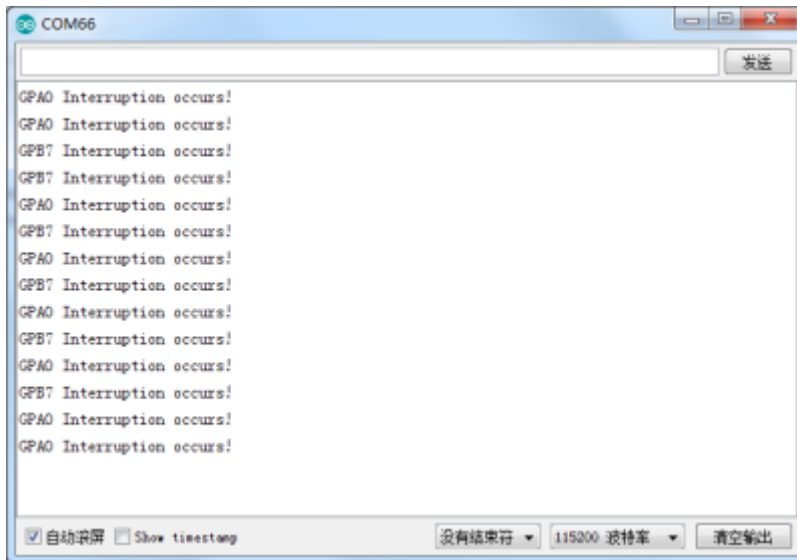 COM66
发送
GPA0 Interruption occurs!
GPA0 Interruption occurs!
GPB7 Interruption occurs!
GPB7 Interruption occurs!
GPA0 Interruption occurs!
GPB7 Interruption occurs!
GPA0 Interruption occurs!
GPB7 Interruption occurs!
GPA0 Interruption occurs!
GPB7 Interruption occurs!
GPA0 Interruption occurs!
GPB7 Interruption occurs!
GPA0 Interruption occurs!
GPA0 Interruption occurs!
自动滚屏 Show timestamp 没有结束符 115200 波特率 清空输出